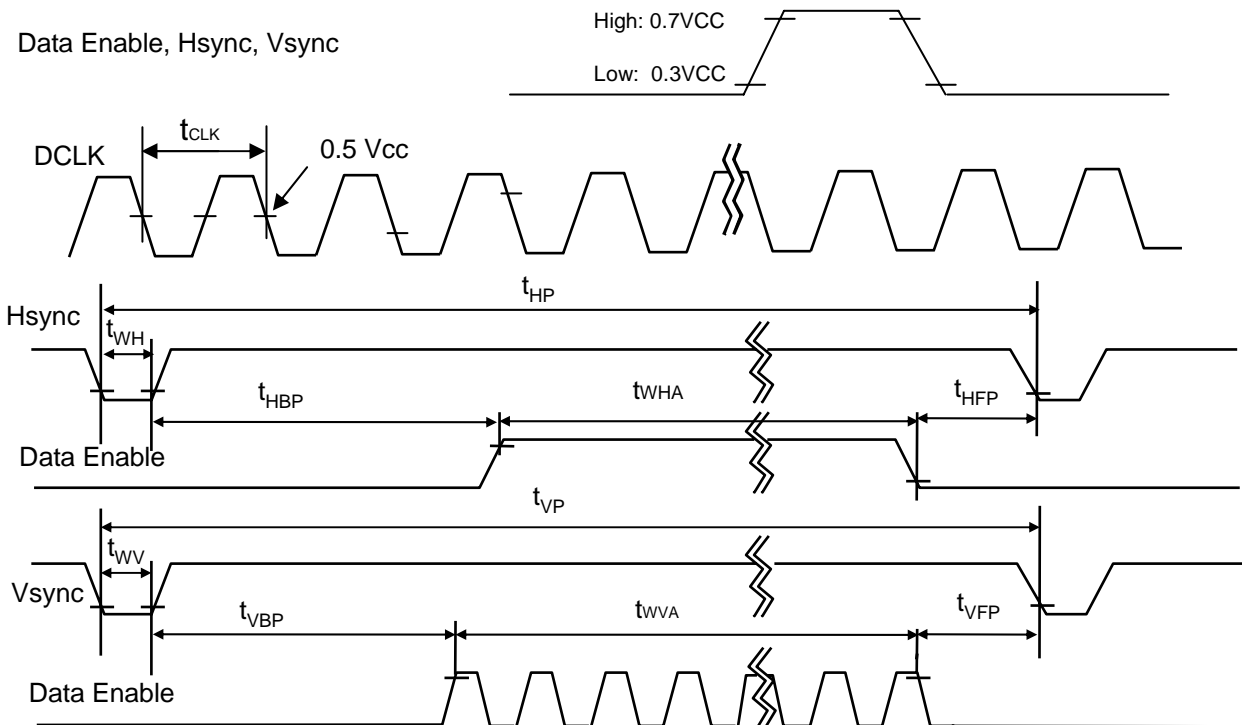 High: 0.7VCC
Data Enable, Hsync, Vsync
Low: 0.3VCC
tCLK
0.5 Vcc
DCLK
tHP
Hsync
tWH
tHBP
tWHA
tHFP
Data Enable
tVP
tWV
Vsync
tVBP
tWVA
tVFP
Data Enable